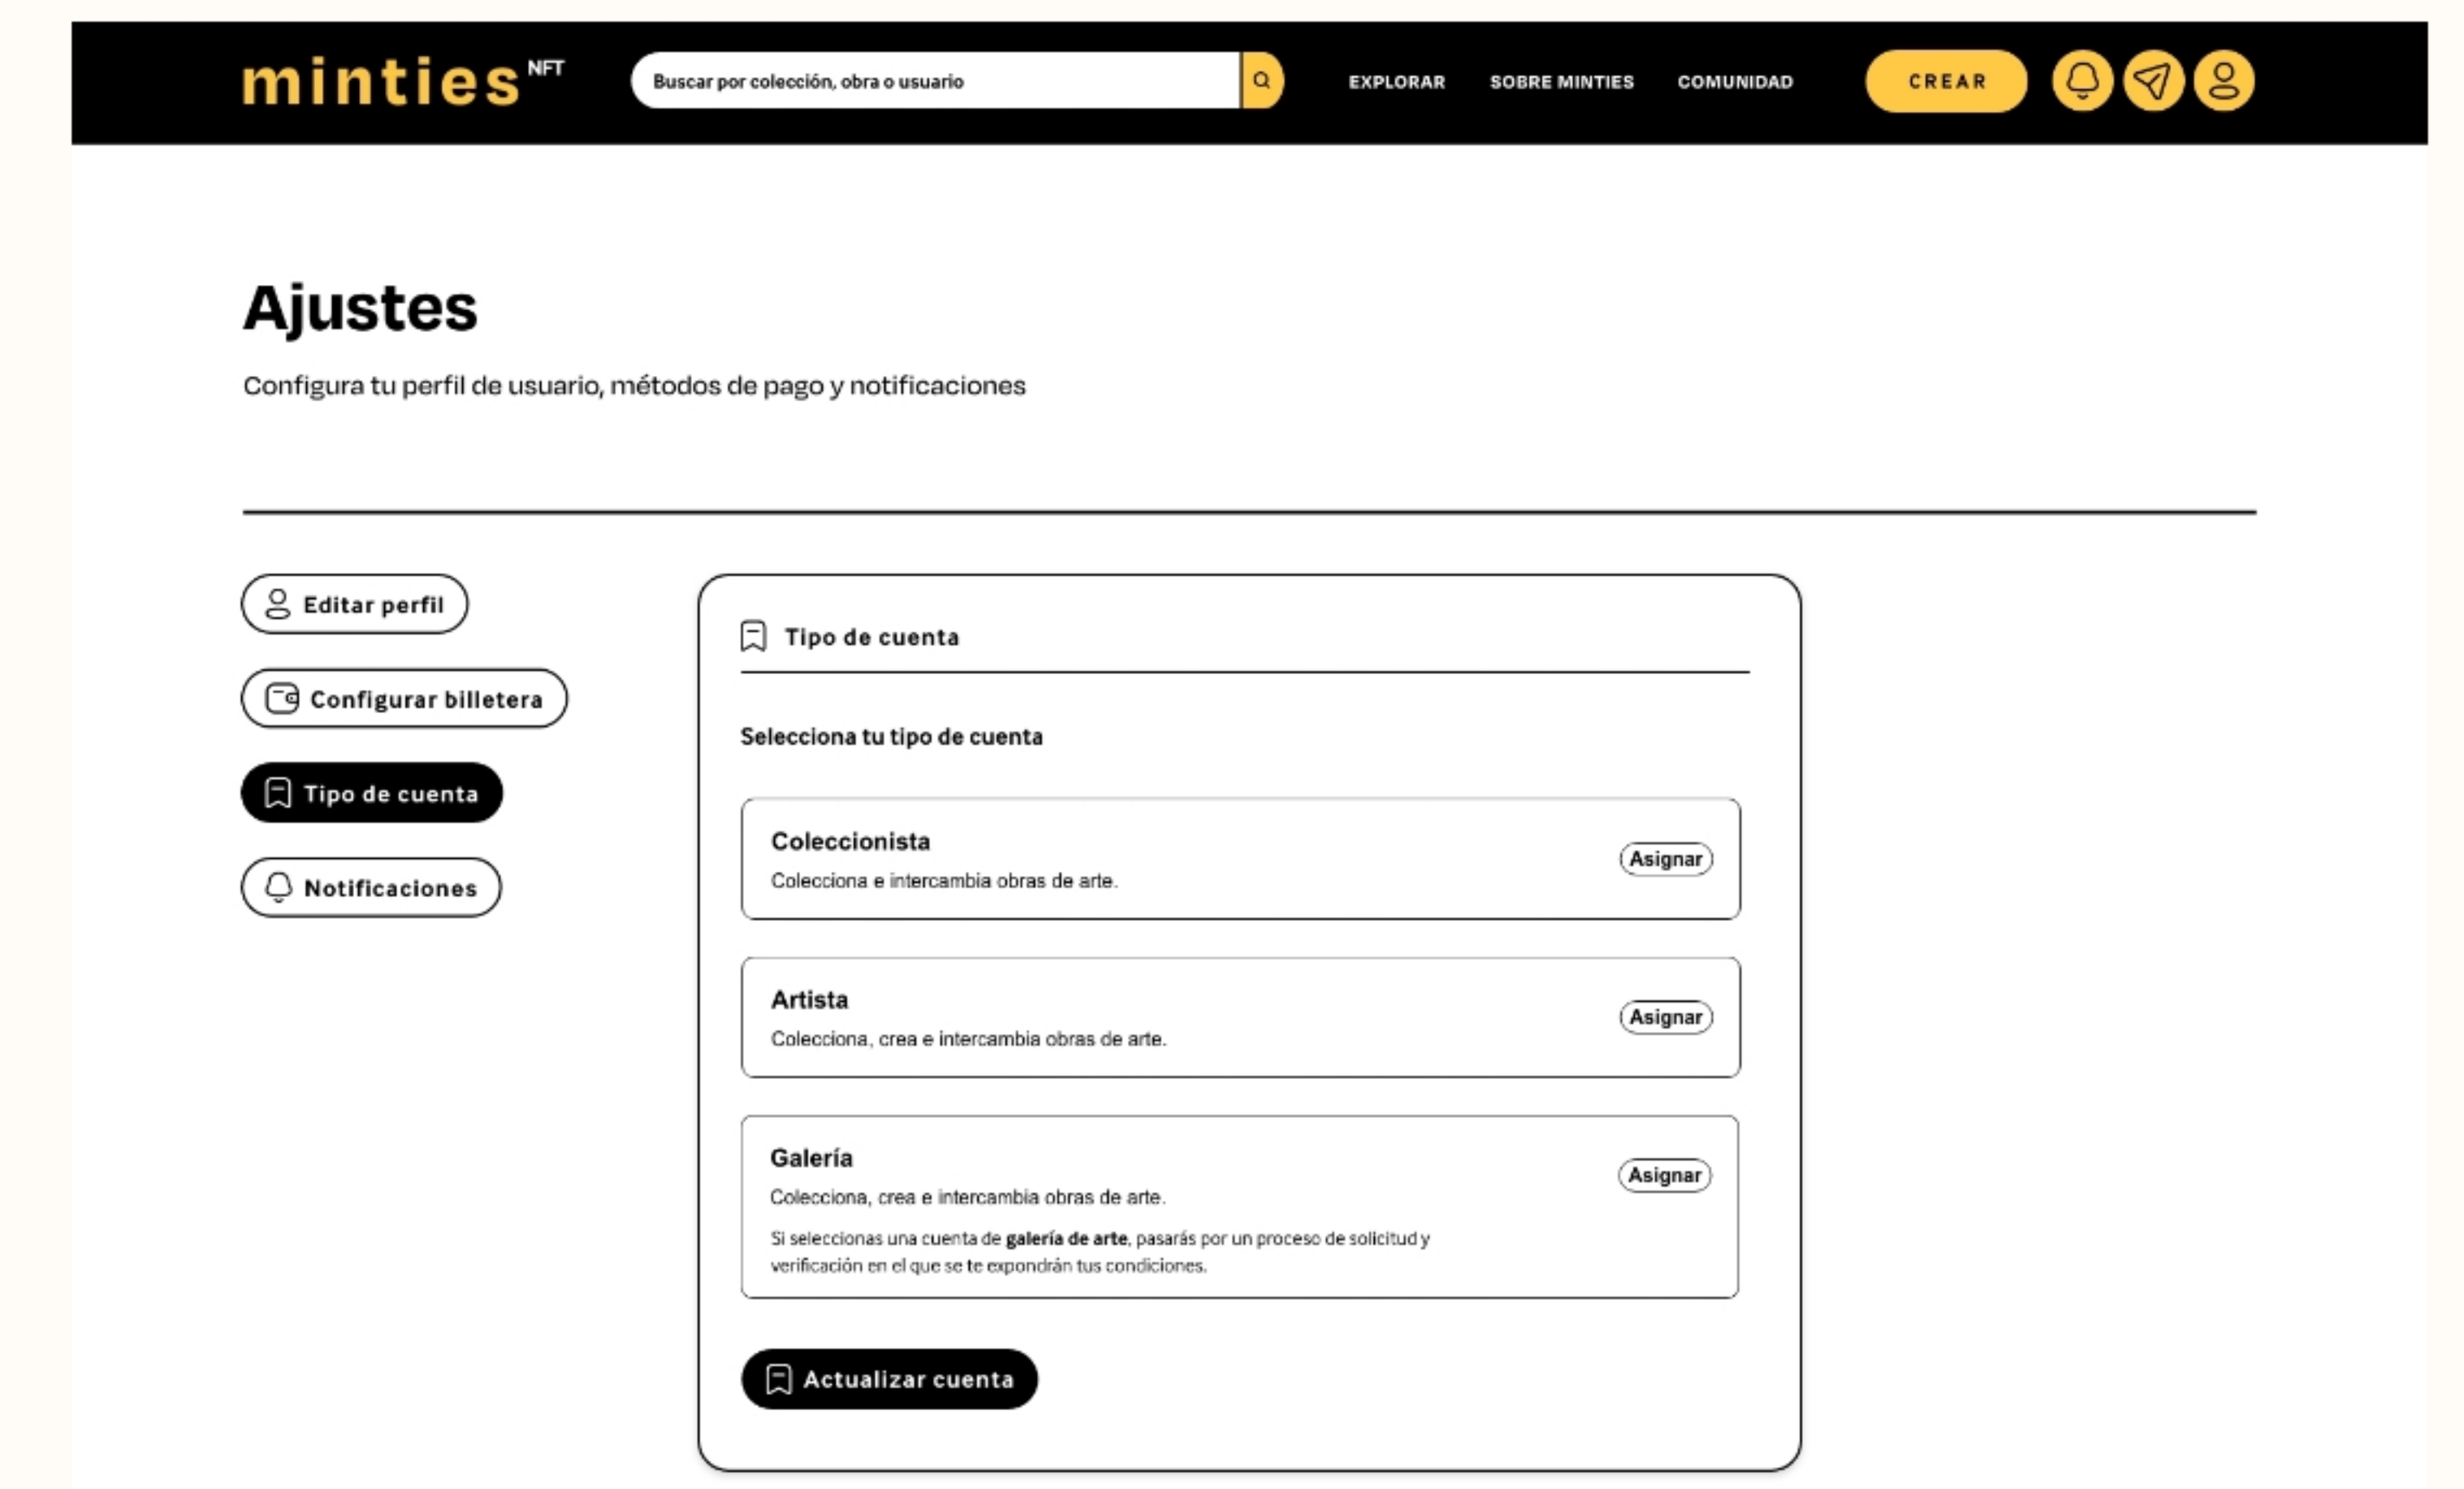 minties NFT
Buscar por colección, obra o usuario
EXPLORAR
SOBRE MINTIES
COMUNIDAD
CREAR
Ajustes
Configura tu perfil de usuario, métodos de pago y notificaciones
Editar perfil
Configurar billetera
Tipo de cuenta
Notificaciones
Tipo de cuenta
Selecciona tu tipo de cuenta
Coleccionista
Colecciona e intercambia obras de arte.
Asignar
Artista
Colecciona, crea e intercambia obras de arte.
Asignar
Galería
Colecciona, crea e intercambia obras de arte.
Asignar
Si seleccionas una cuenta de galería de arte, pasarás por un proceso de solicitud y
verificación en el que se te expondrán tus condiciones.
Actualizar cuenta